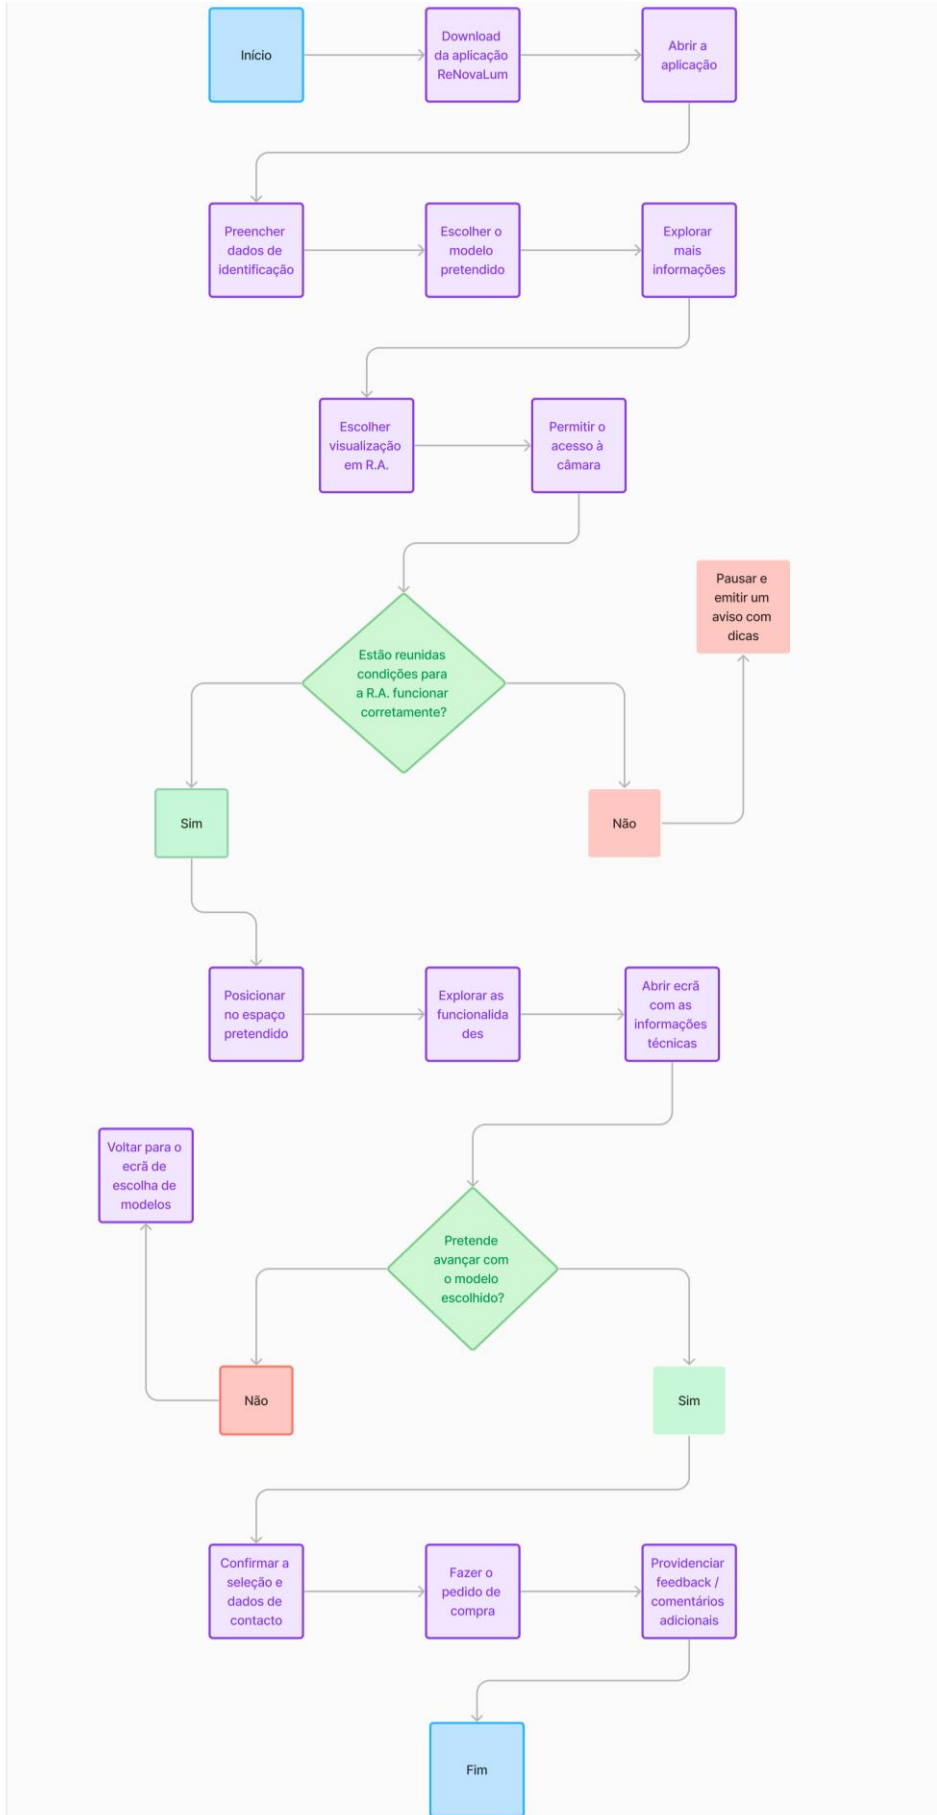 Início
Download
da aplicação
ReNovaLum
Abrir a
aplicação
Preencher
dados de
identificação
Escolher o
modelo
pretendido
Explorar
mais
informações
Escolher
visualização
em R.A.
Permitir o
acesso à
câmara
Pausar e
emitir um
aviso com
dicas
Estão reunidas
condições para
a R.A. funcionar
corretamente?
Sim
Não
Posicionar
no espaço
pretendido
Explorar as
funcionalida
des
Abrir ecrã
com as
informações
técnicas
Voltar para o
ecrã de
escolha de
modelos
Pretende
avançar com
o modelo
escolhido?
Não
Sim
Confirmar a
seleção e
dados de
contacto
Fazer o
pedido de
compra
Providenciar
feedback /
comentários
adicionais
Fim